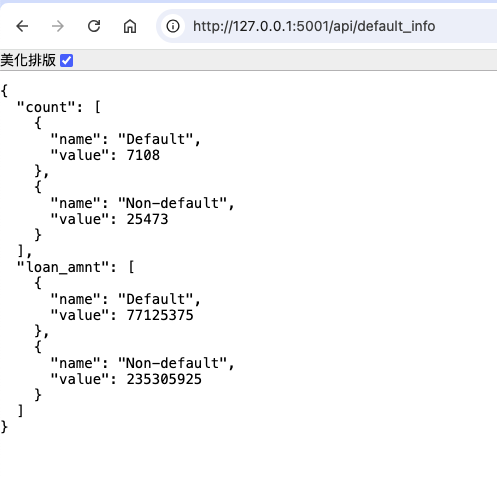 http://127.0.0.1:5001/api/default_info
美化排版
{
  "count": [
    {
      "name": "Default",
      "value": 7108
    },
    {
      "name": "Non-default",
      "value": 25473
    }
  ],
  "loan_amnt": [
    {
      "name": "Default",
      "value": 77125375
    },
    {
      "name": "Non-default",
      "value": 235305925
    }
  ]
}